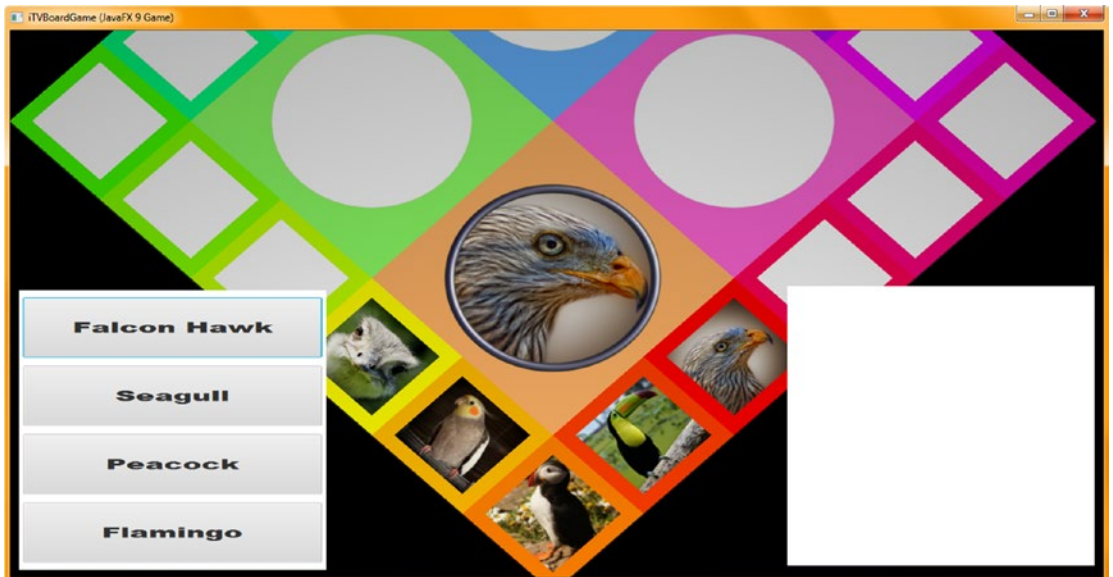 iTVBoardGame (JavaFX 9 Game)
Falcon Hawk
Seagull
Peacock
Flamingo